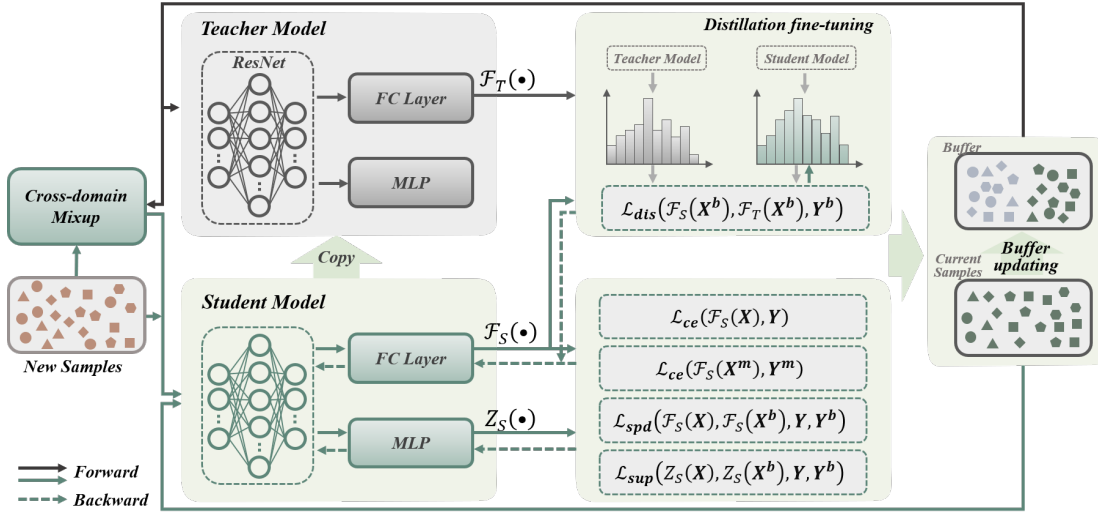 Teacher Model
ResNet
FC Layer
MLP
ℱ_T(•)
Distillation fine-tuning
Teacher Model
Student Model
ℒ_dis(ℱ_S(X^b), ℱ_T(X^b), Y^b)
Cross-domain
Mixup
New Samples
Copy
Student Model
FC Layer
MLP
ℱ_S(•)
Z_S(•)
ℒ_ce(ℱ_S(X), Y)
ℒ_ce(ℱ_S(X^m), Y^m)
ℒ_spd(ℱ_S(X), ℱ_S(X^b), Y, Y^b)
ℒ_sup(Z_S(X), Z_S(X^b), Y, Y^b)
Buffer
Current
Samples
Buffer
updating
Forward
Backward